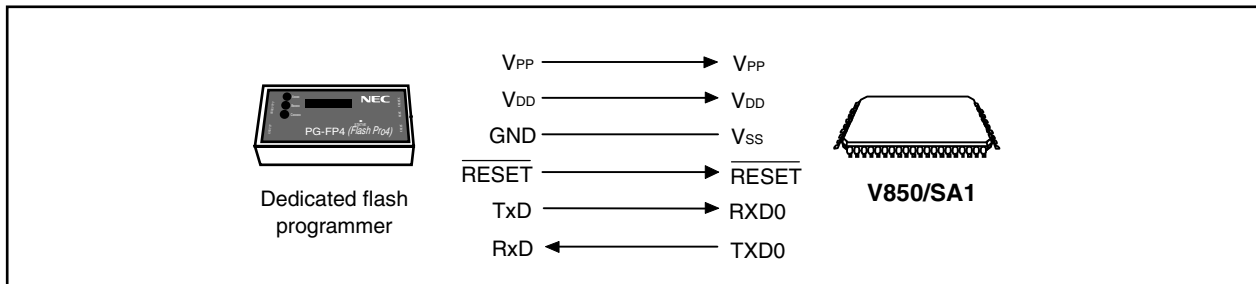 VPP VPP
VDD VDD
GND VSS
RESET RESET
TxD RXD0
RxD TXD0
NEC
PG-FP4 (Flash Pro4)
Dedicated flash
programmer
V850/SA1